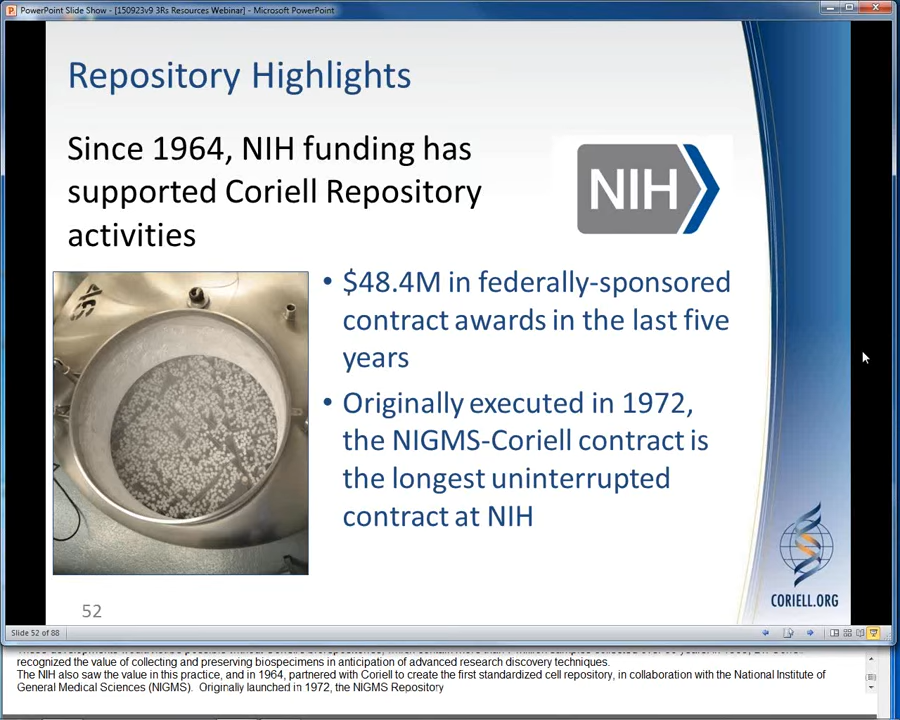 PowerPoint Slide Show - [150923v9 3Rs Resources Webinar] - Microsoft PowerPoint
Repository Highlights
Since 1964, NIH funding has
supported Coriell Repository
activities
NIH
• $48.4M in federally-sponsored
contract awards in the last five
years
• Originally executed in 1972,
the NIGMS-Coriell contract is
the longest uninterrupted
contract at NIH
CORIELL.ORG
52
Slide 52 of 88
recognized the value of collecting and preserving biospecimens in anticipation of advanced research discovery techniques.
The NIH also saw the value in this practice, and in 1964, partnered with Coriell to create the first standardized cell repository, in collaboration with the National Institute of
General Medical Sciences (NIGMS).  Originally launched in 1972, the NIGMS Repository